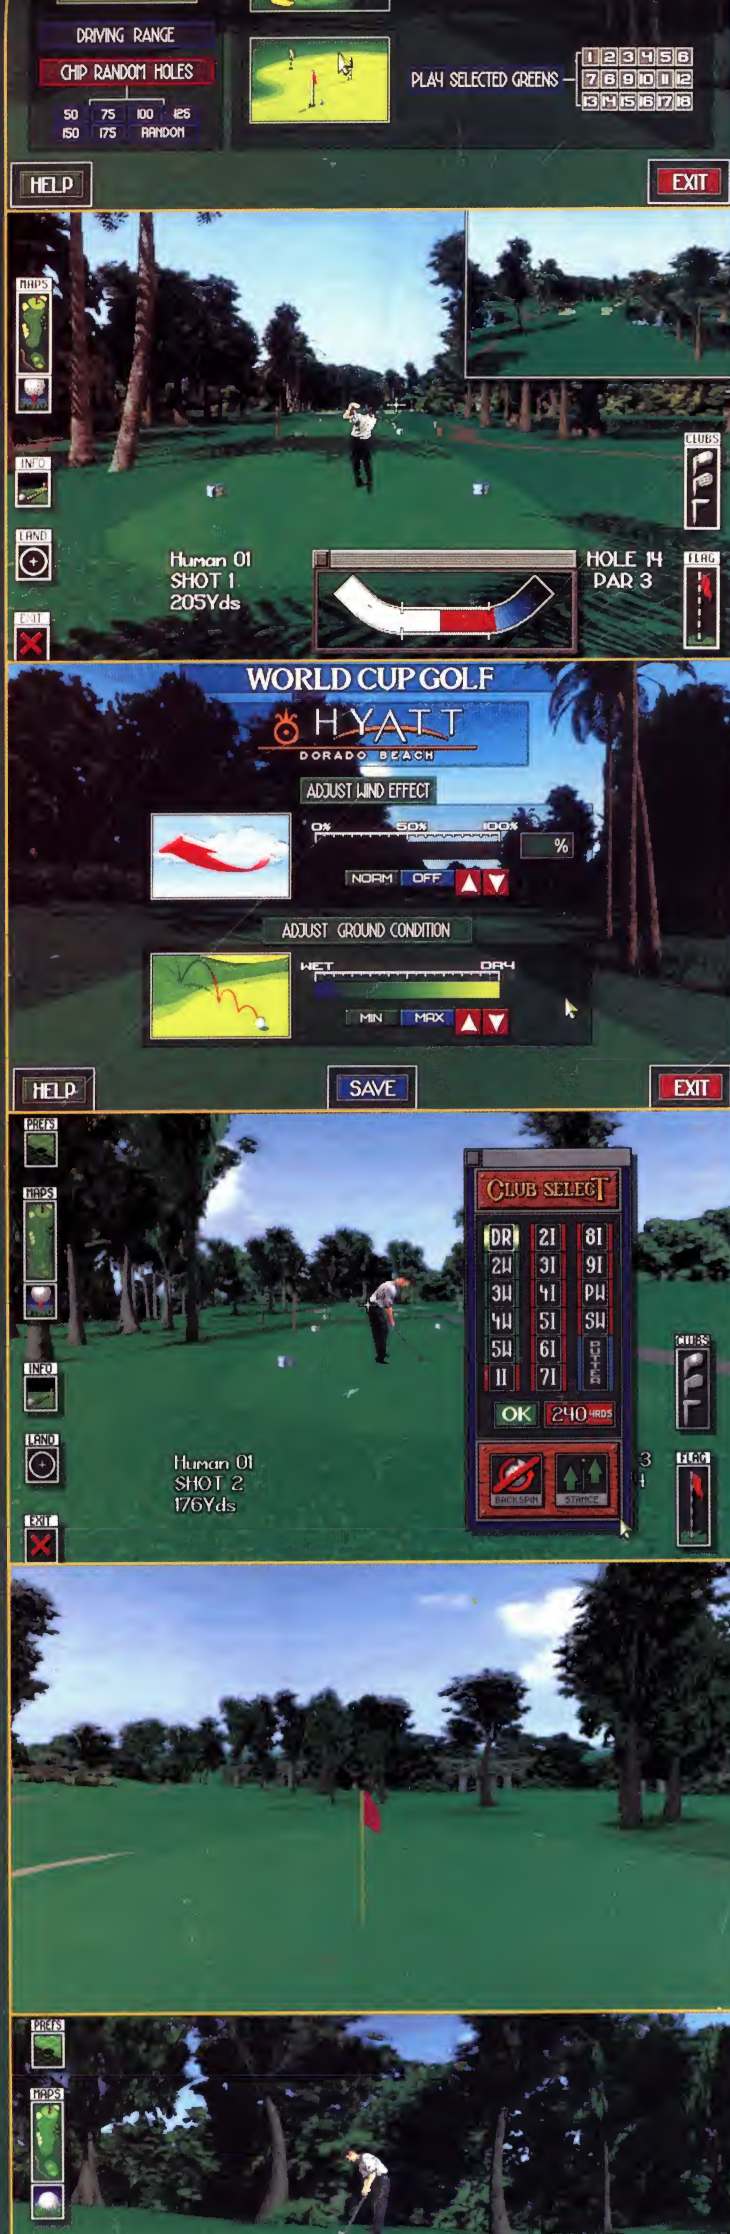 DRIVING RANGE
CHIP RANDOM HOLES
50 75 100 125
150 175 RANDOM
PLAY SELECTED GREENS
1 2 3 4 5 6
7 8 9 10 11 12
13 14 15 16 17 18
HELP
EXIT
MAPS
INFO
LAND
EXIT
Human 01
SHOT 1
205Yds
HOLE 14
PAR 3
CLUBS
FLAG
WORLD CUP GOLF
HYATT
DORADO BEACH
ADJUST WIND EFFECT
0% 50% 100%
%
NORM OFF
ADJUST GROUND CONDITION
WET DRY
MIN MAX
HELP
SAVE
EXIT
PREFS
MAPS
INFO
LAND
EXIT
Human 01
SHOT 2
176Yds
CLUB SELECT
DR 2I 8I
2W 3I 9I
3W 4I PW
4W 5I SW
5W 6I PUTTER
1I 7I
OK 240 YRDS
BACKSPIN STANCE
3
4
CLUBS
FLAG
PREFS
MAPS